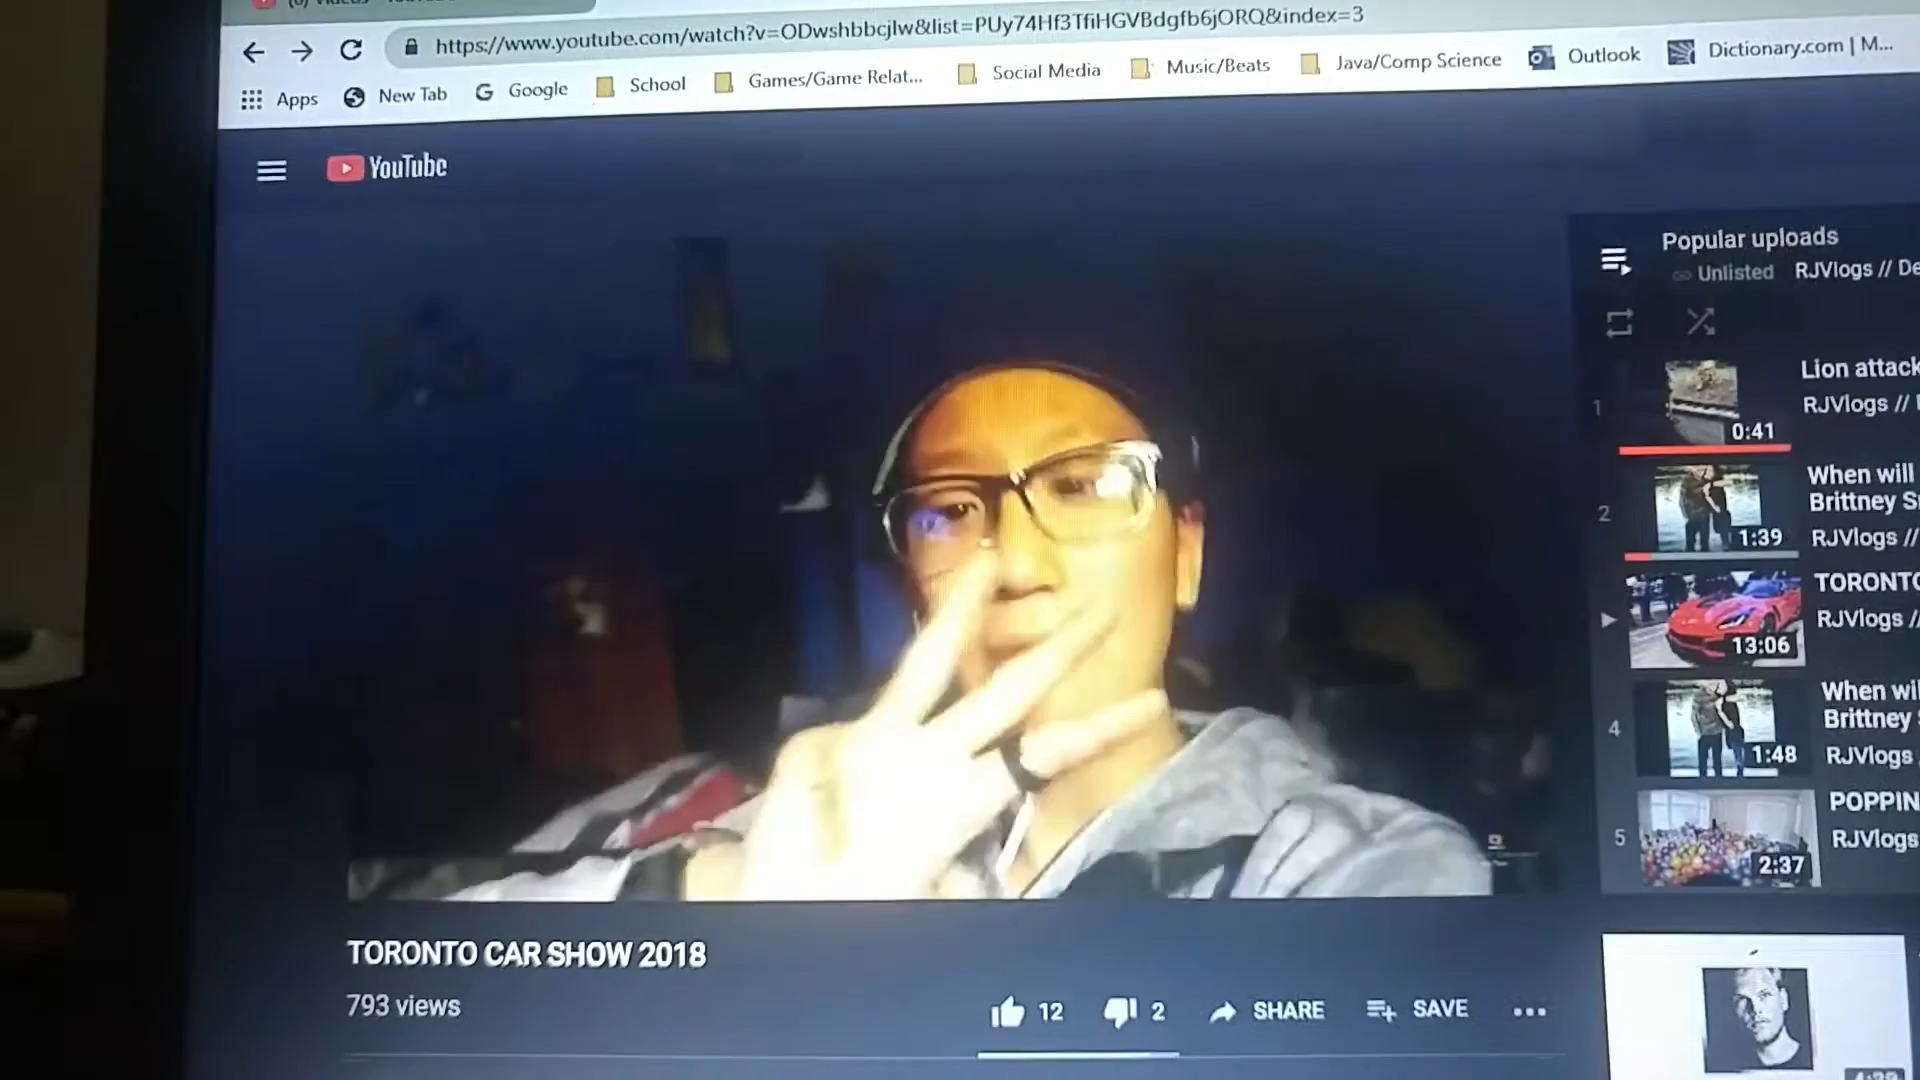 https://www.youtube.com/watch?v=ODwshbbcjlw&list=PUy74Hf3TfiHGVBdgfb6jORQ&index=3
Apps
New Tab
Google
School
Games/Game Relat...
Social Media
Music/Beats
Java/Comp Science
Outlook
Dictionary.com | M...
YouTube
Popular uploads
Unlisted RJVlogs // De
1
Lion attack
RJVlogs //
0:41
2
When will
Brittney S
RJVlogs //
1:39
TORONTO
RJVlogs //
13:06
4
When wil
Brittney
RJVlogs
1:48
5
POPPIN
RJVlogs
2:37
TORONTO CAR SHOW 2018
793 views
12
2
SHARE
SAVE